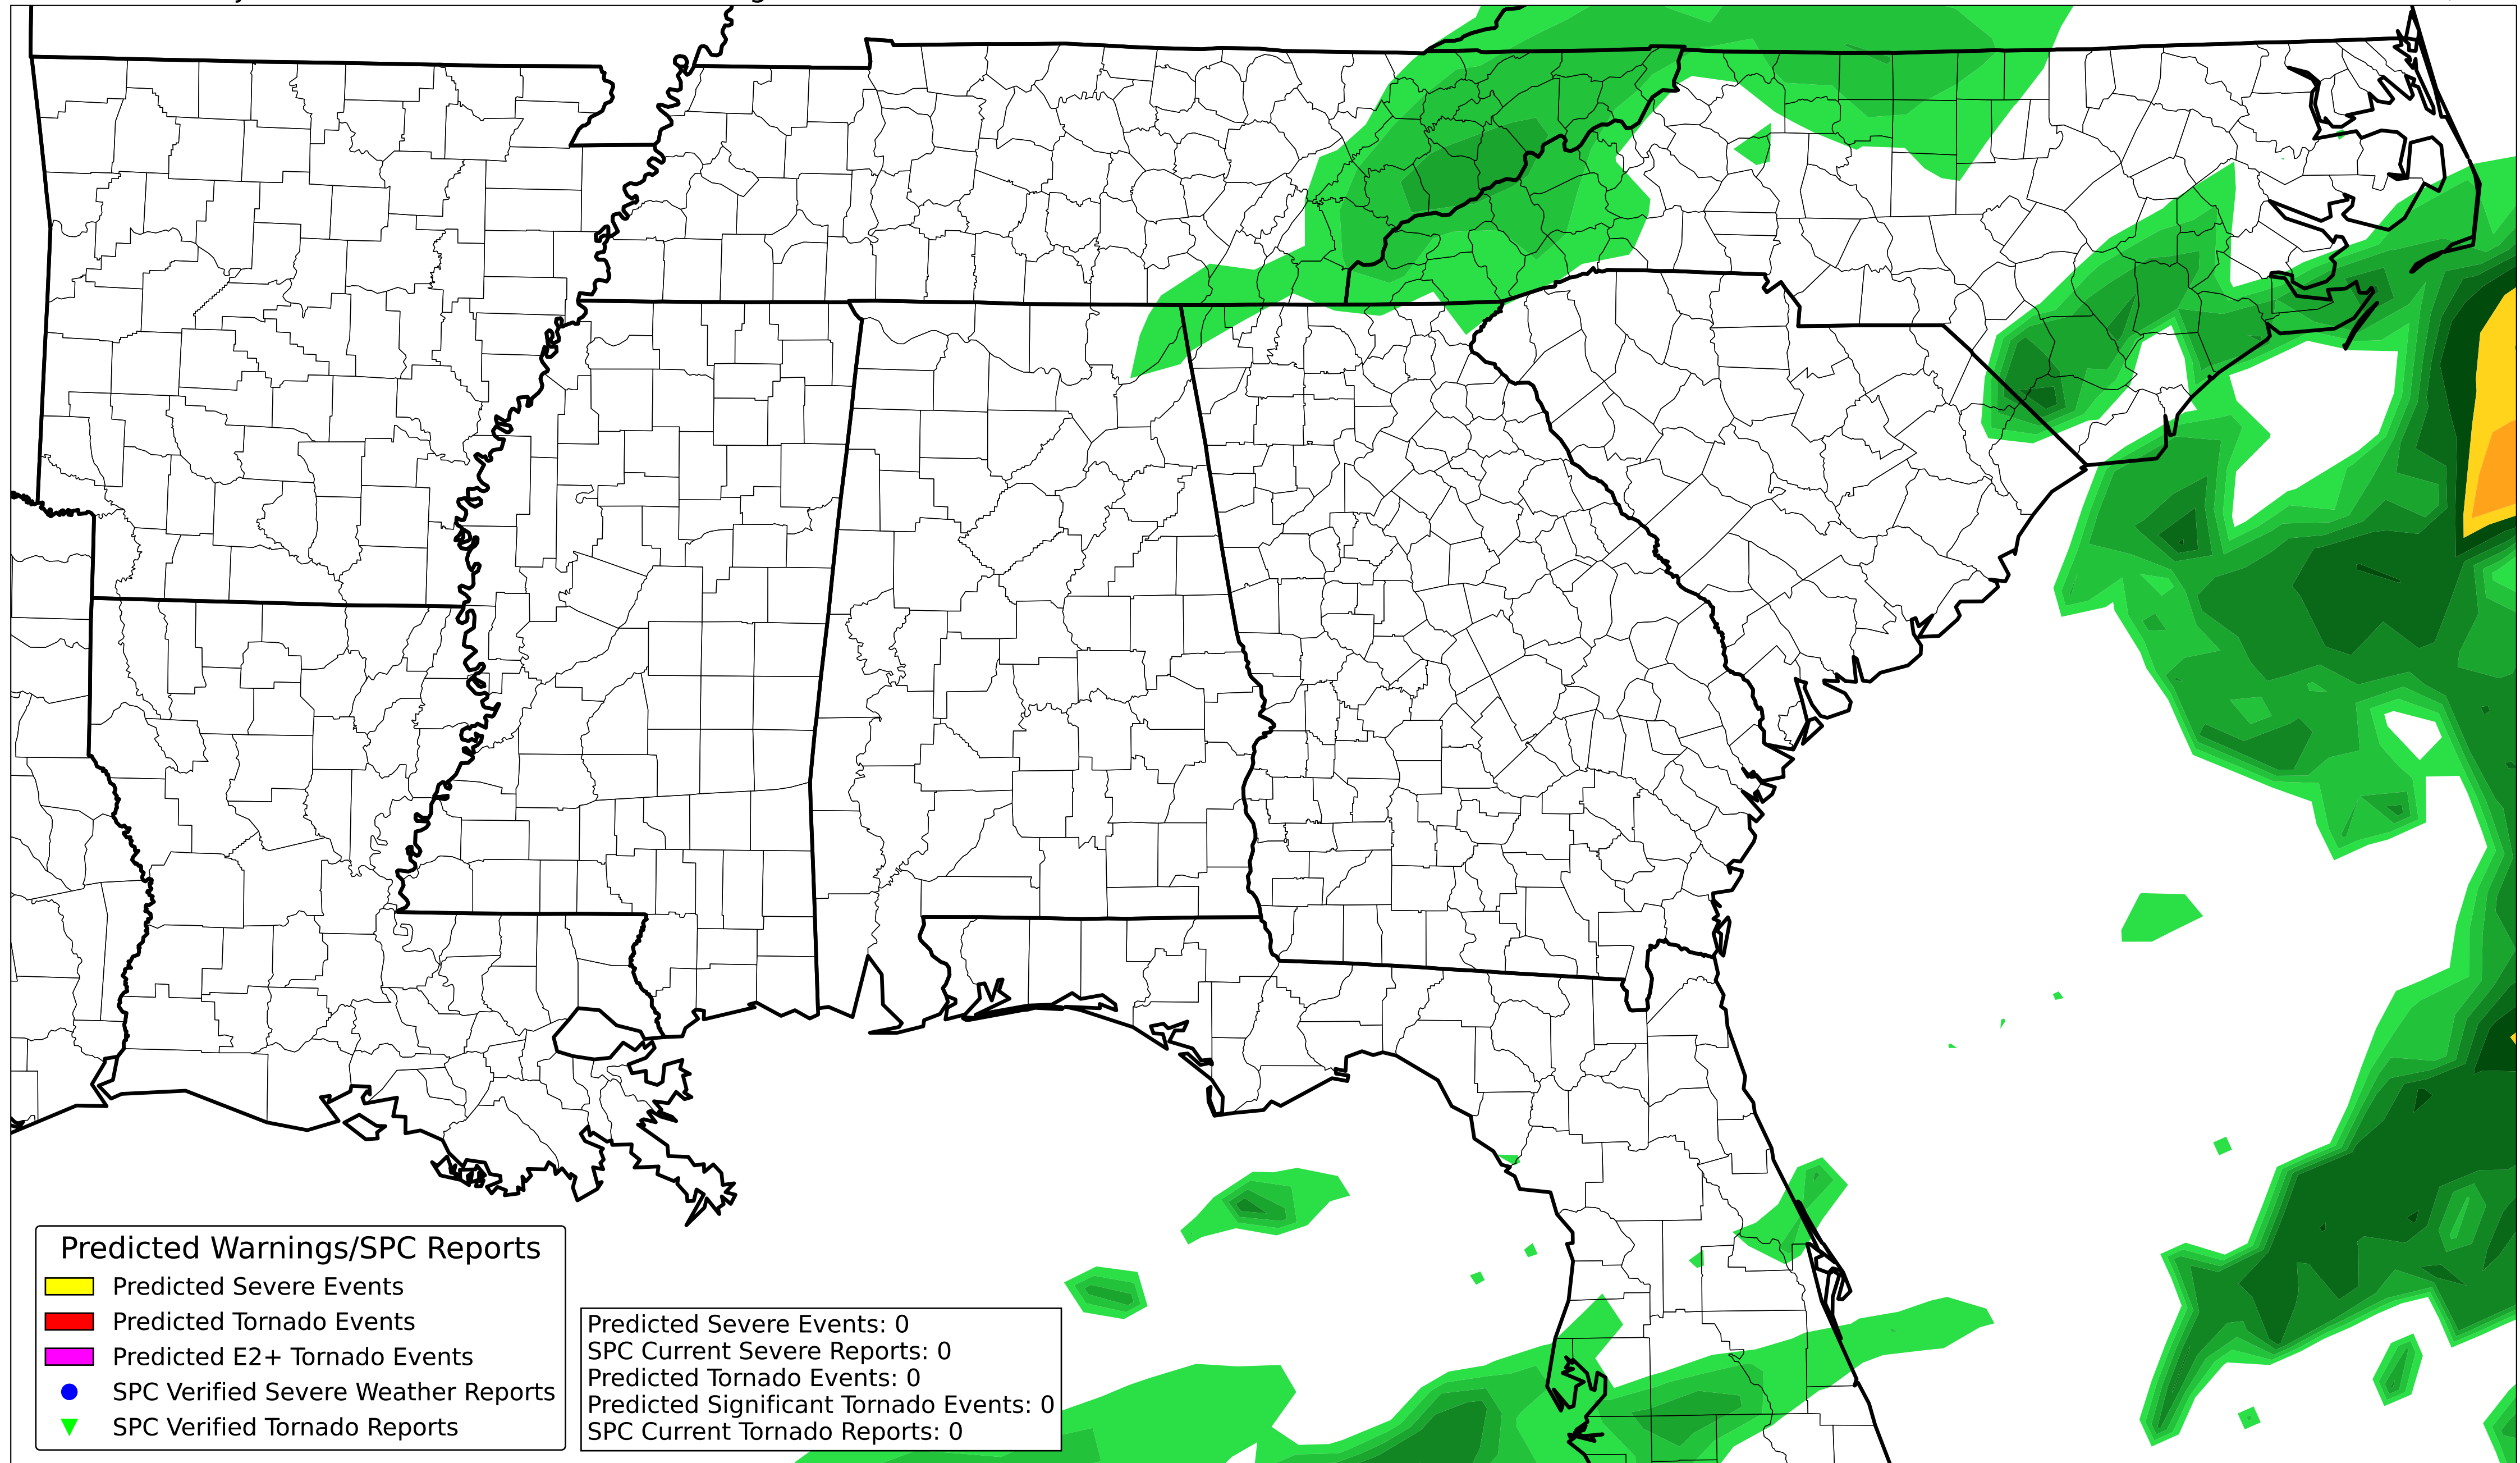 Predicted Warnings/SPC Reports
Predicted Severe Events
Predicted Tornado Events
Predicted E2+ Tornado Events
SPC Verified Severe Weather Reports
SPC Verified Tornado Reports
Predicted Severe Events: 0
SPC Current Severe Reports: 0
Predicted Tornado Events: 0
Predicted Significant Tornado Events: 0
SPC Current Tornado Reports: 0